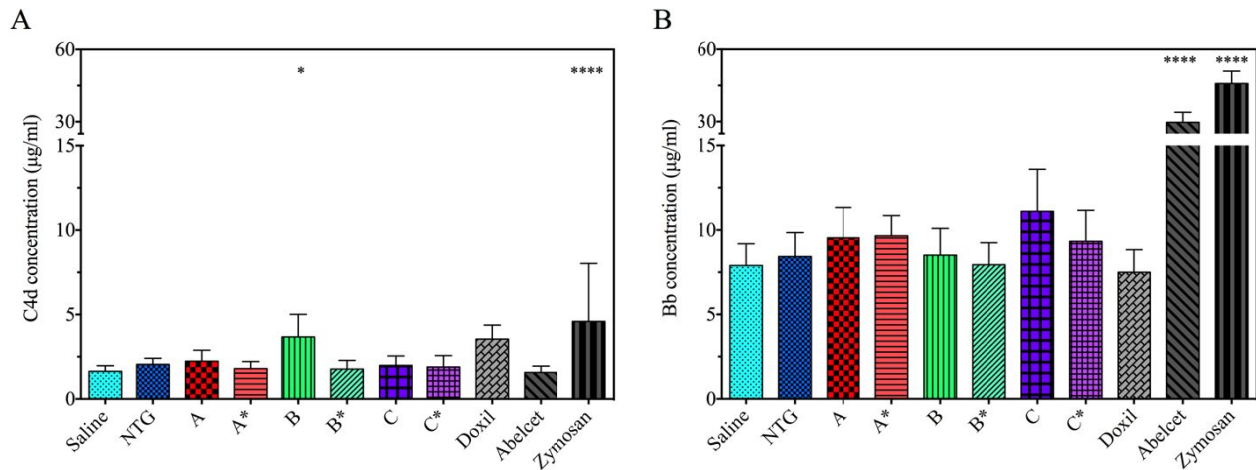 A
C4d concentration (µg/ml)
60
30
15
10
5
0
*
****
Saline
NTG
A
A*
B
B*
C
C*
Doxil
Abelcet
Zymosan
B
Bb concentration (µg/ml)
60
30
15
10
5
0
****
****
Saline
NTG
A
A*
B
B*
C
C*
Doxil
Abelcet
Zymosan